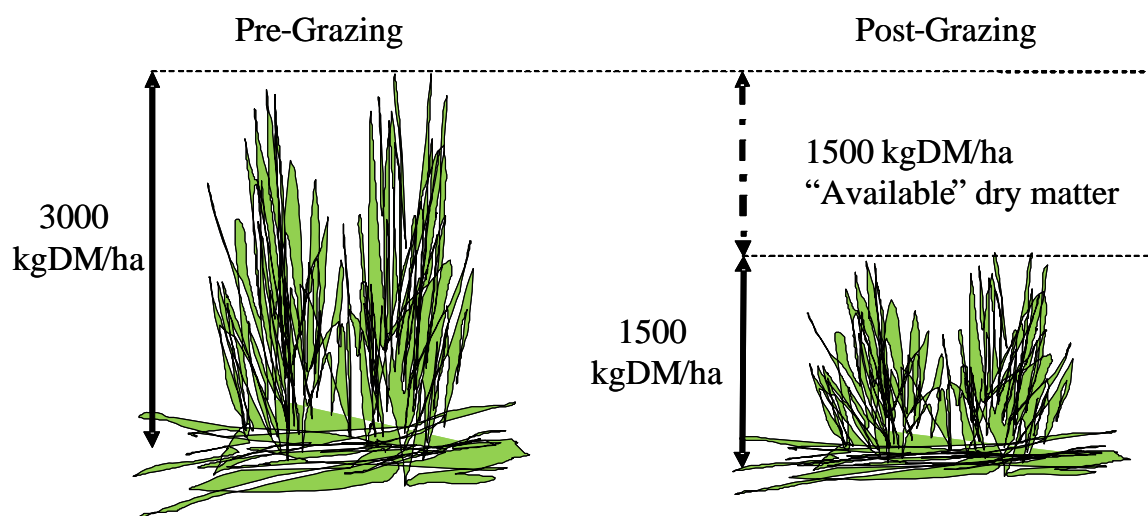 Pre-Grazing
Post-Grazing
3000
kgDM/ha
1500 kgDM/ha
“Available” dry matter
1500
kgDM/ha